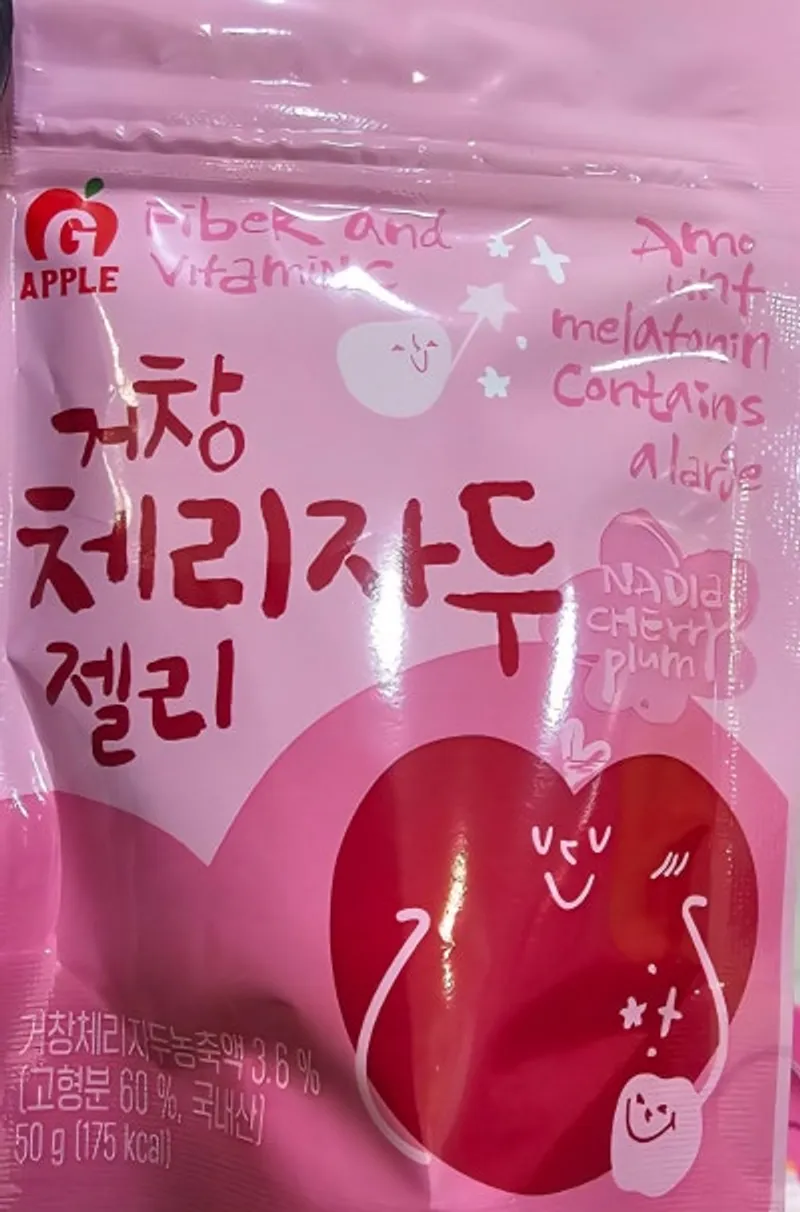 G
APPLE
Fiber and
Vitamin C
Amo
unt
melatonin
Contains
a large
거창
체리자두
젤리
NADIA
CHErry
plum
거창체리자두농축액 3.6 %
(고형분 60 %, 국내산)
50 g (175 kcal)